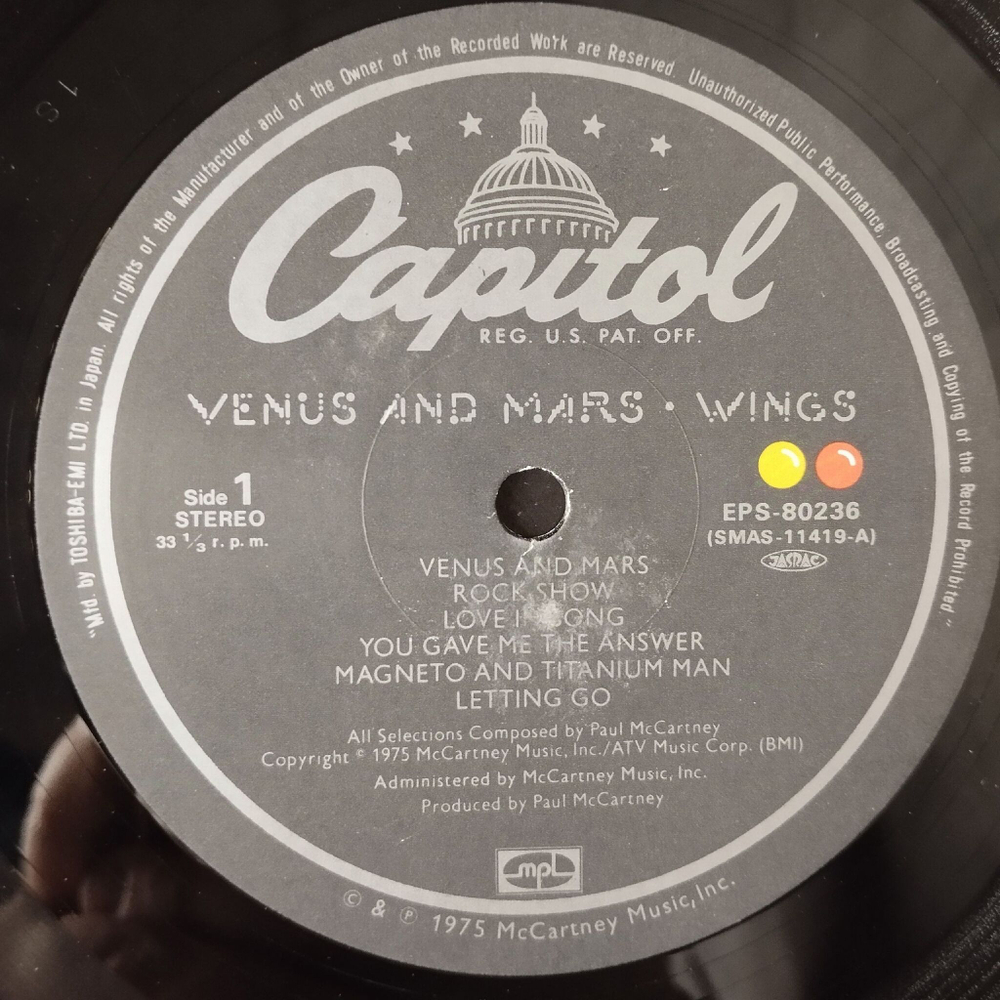 "Mfd. by TOSHIBA-EMI LTD. in Japan. All rights of the Manufacturer and of the Owner of the Recorded Work are Reserved. Unauthorized Public Performance, Broadcasting and Copying of the Record Prohibited"
Capitol
REG. U.S. PAT. OFF.
VENUS AND MARS · WINGS
Side 1
STEREO
33 1/3 r.p.m.
EPS-80236
(SMAS-11419-A)
JASRAC
VENUS AND MARS
ROCK SHOW
LOVE IN SONG
YOU GAVE ME THE ANSWER
MAGNETO AND TITANIUM MAN
LETTING GO
All Selections Composed by Paul McCartney
Copyright © 1975 McCartney Music, Inc./ATV Music Corp. (BMI)
Administered by McCartney Music, Inc.
Produced by Paul McCartney
mpl
© & ℗ 1975 McCartney Music, Inc.